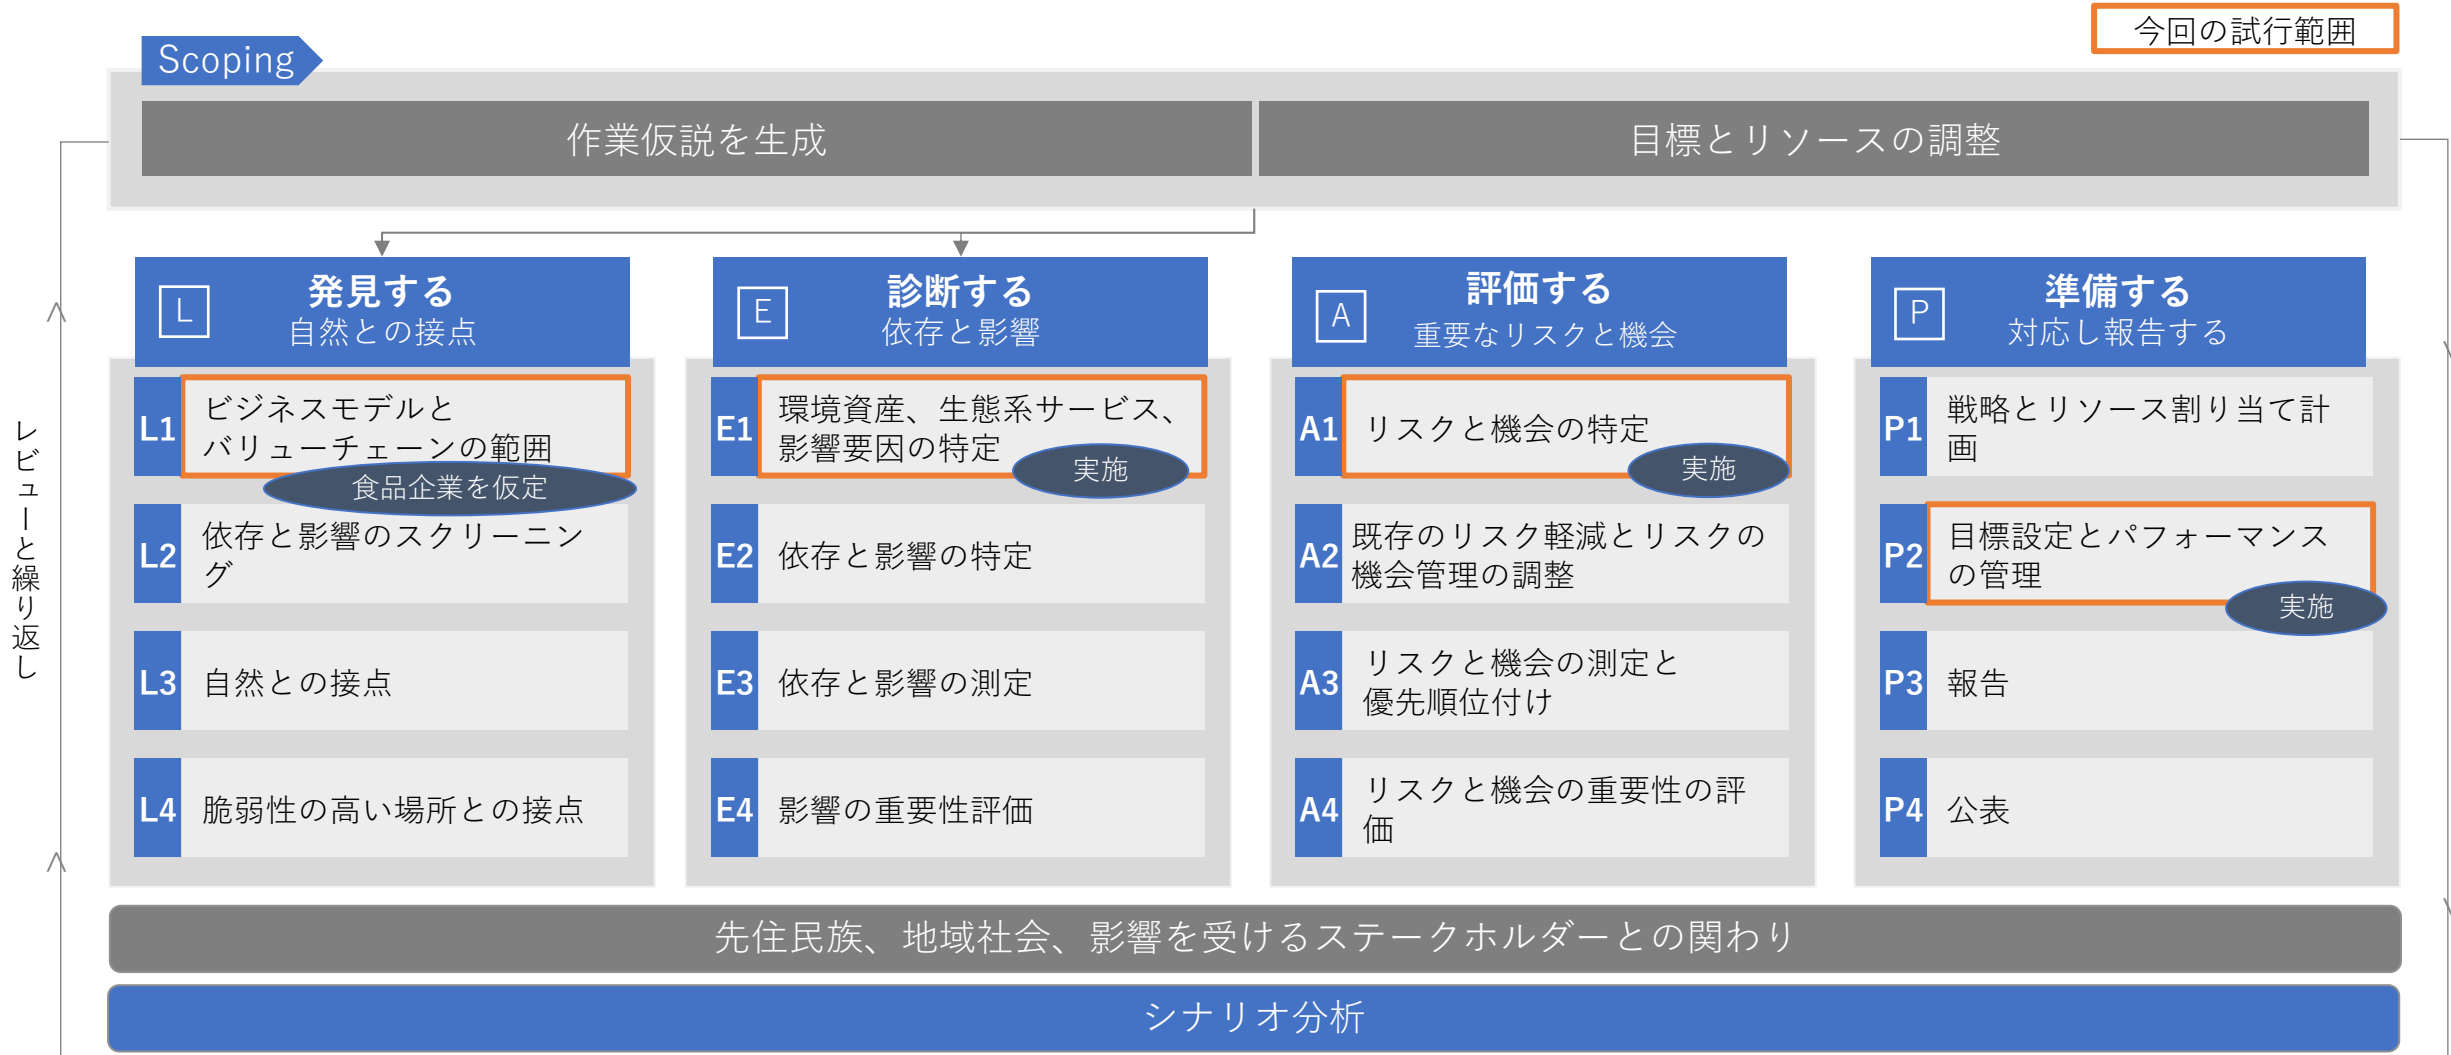 今回の試行範囲
Scoping
作業仮説を生成
目標とリソースの調整
レビューと繰り返し
L
発見する
自然との接点
L1
ビジネスモデルと
バリューチェーンの範囲
食品企業を仮定
L2
依存と影響のスクリーニン
グ
L3
自然との接点
L4
脆弱性の高い場所との接点
E
診断する
依存と影響
E1
環境資産、生態系サービス、
影響要因の特定
実施
E2
依存と影響の特定
E3
依存と影響の測定
E4
影響の重要性評価
A
評価する
重要なリスクと機会
A1
リスクと機会の特定
実施
A2
既存のリスク軽減とリスクの
機会管理の調整
A3
リスクと機会の測定と
優先順位付け
A4
リスクと機会の重要性の評
価
P
準備する
対応し報告する
P1
戦略とリソース割り当て計
画
P2
目標設定とパフォーマンス
の管理
実施
P3
報告
P4
公表
先住民族、地域社会、影響を受けるステークホルダーとの関わり
シナリオ分析